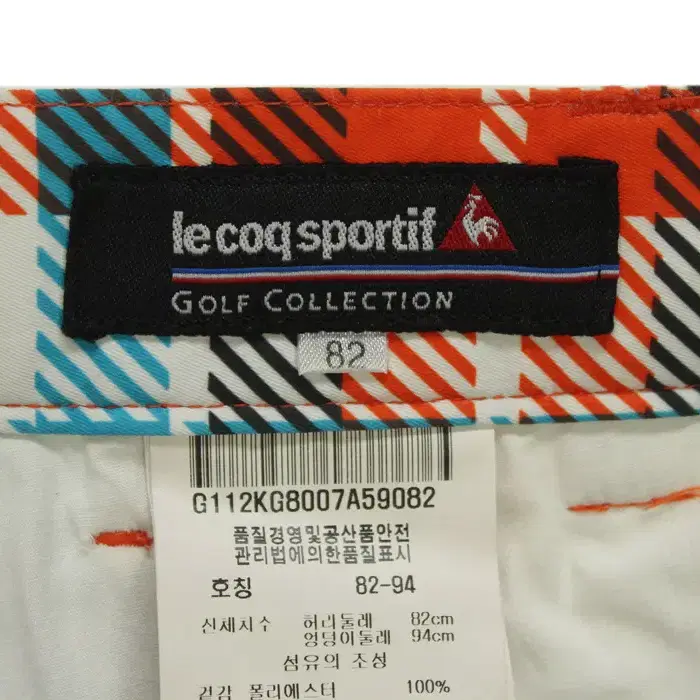 le coq sportif
GOLF COLLECTION
82
G112KG8007A59082
품질경영및공산품안전
관리법에의한품질표시
호칭 82-94
신체치수 허리둘레 82cm
엉덩이둘레 94cm
섬유의 조성
겉감 폴리에스터 100%